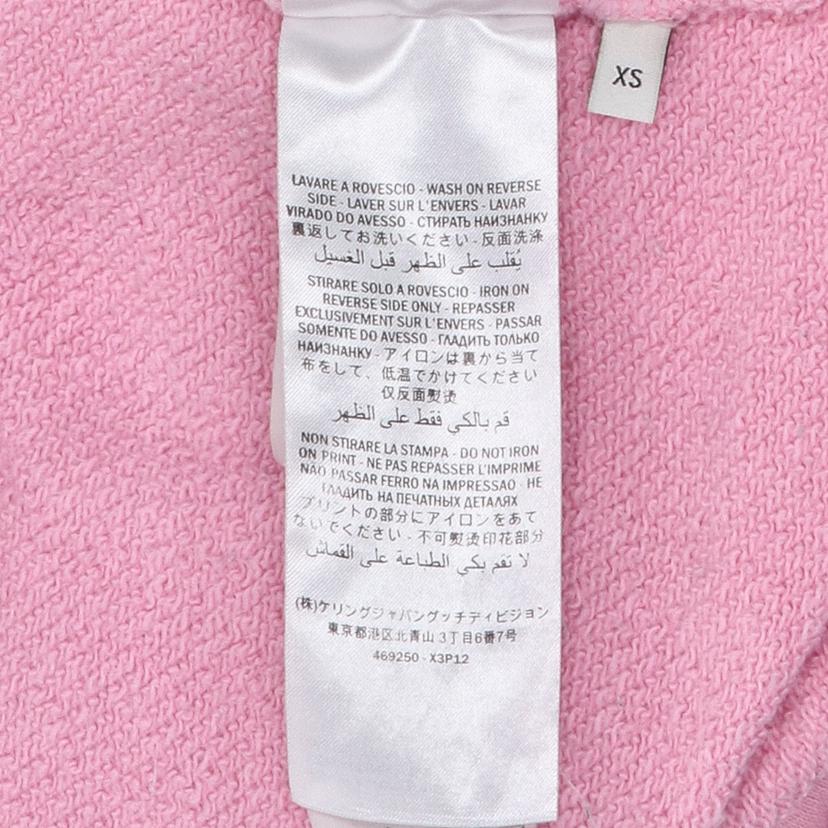 XS
LAVARE A ROVESCIO - WASH ON REVERSE
SIDE - LAVER SUR L'ENVERS - LAVAR
VIRADO DO AVESSO - СТИРАТЬ НАИЗНАНКУ
裏返してお洗いください - 反面洗涤
يُقلب على الظهر قبل الغسيل
STIRARE SOLO A ROVESCIO - IRON ON
REVERSE SIDE ONLY - REPASSER
EXCLUSIVEMENT SUR L'ENVERS - PASSAR
SOMENTE DO AVESSO - ГЛАДИТЬ ТОЛЬКО
НАИЗНАНКУ - アイロンは裏から当て
布をして、低温でかけてください
仅反面熨烫
قم بالكي فقط على الظهر
NON STIRARE LA STAMPA - DO NOT IRON
ON PRINT - NE PAS REPASSER L'IMPRIME
NAO PASSAR FERRO NA IMPRESSAO - НЕ
ГЛАДИТЬ НА ПЕЧАТНЫХ ДЕТАЛЯХ
プリントの部分にアイロンをあて
ないでください - 不可熨烫印花部分
لا تقم بكي الطباعة على القماش
(株)ケリングジャパングッチディビジョン
東京都港区北青山3丁目6番7号
469250 - X3P12